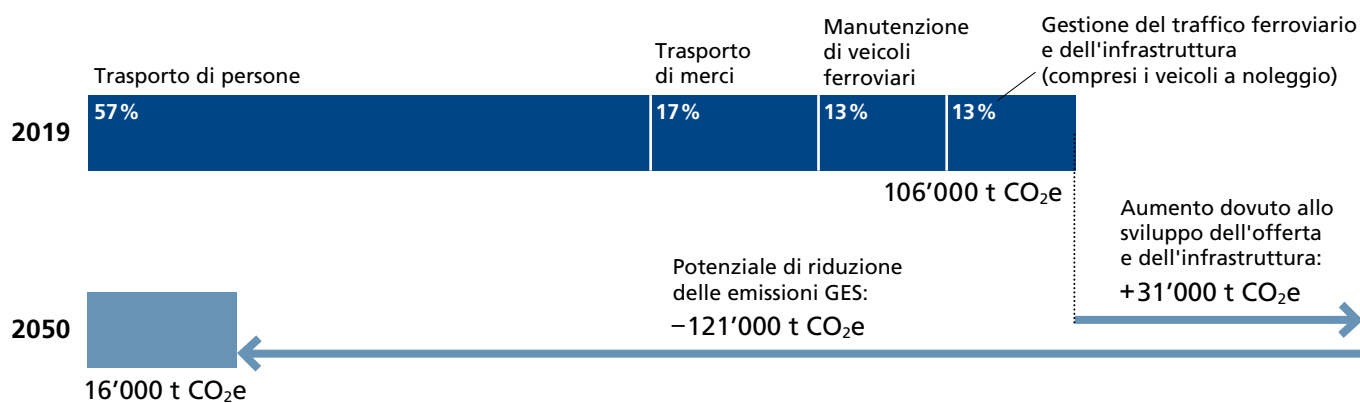 Trasporto di persone
Trasporto
di merci
Manutenzione
di veicoli
ferroviari
Gestione del traffico ferroviario
e dell'infrastruttura
(compresi i veicoli a noleggio)
2019
57%
17%
13%
13%
106’000 t CO₂e
Aumento dovuto allo
sviluppo dell'offerta
e dell'infrastruttura:
+31’000 t CO₂e
Potenziale di riduzione
delle emissioni GES:
−121’000 t CO₂e
2050
16’000 t CO₂e